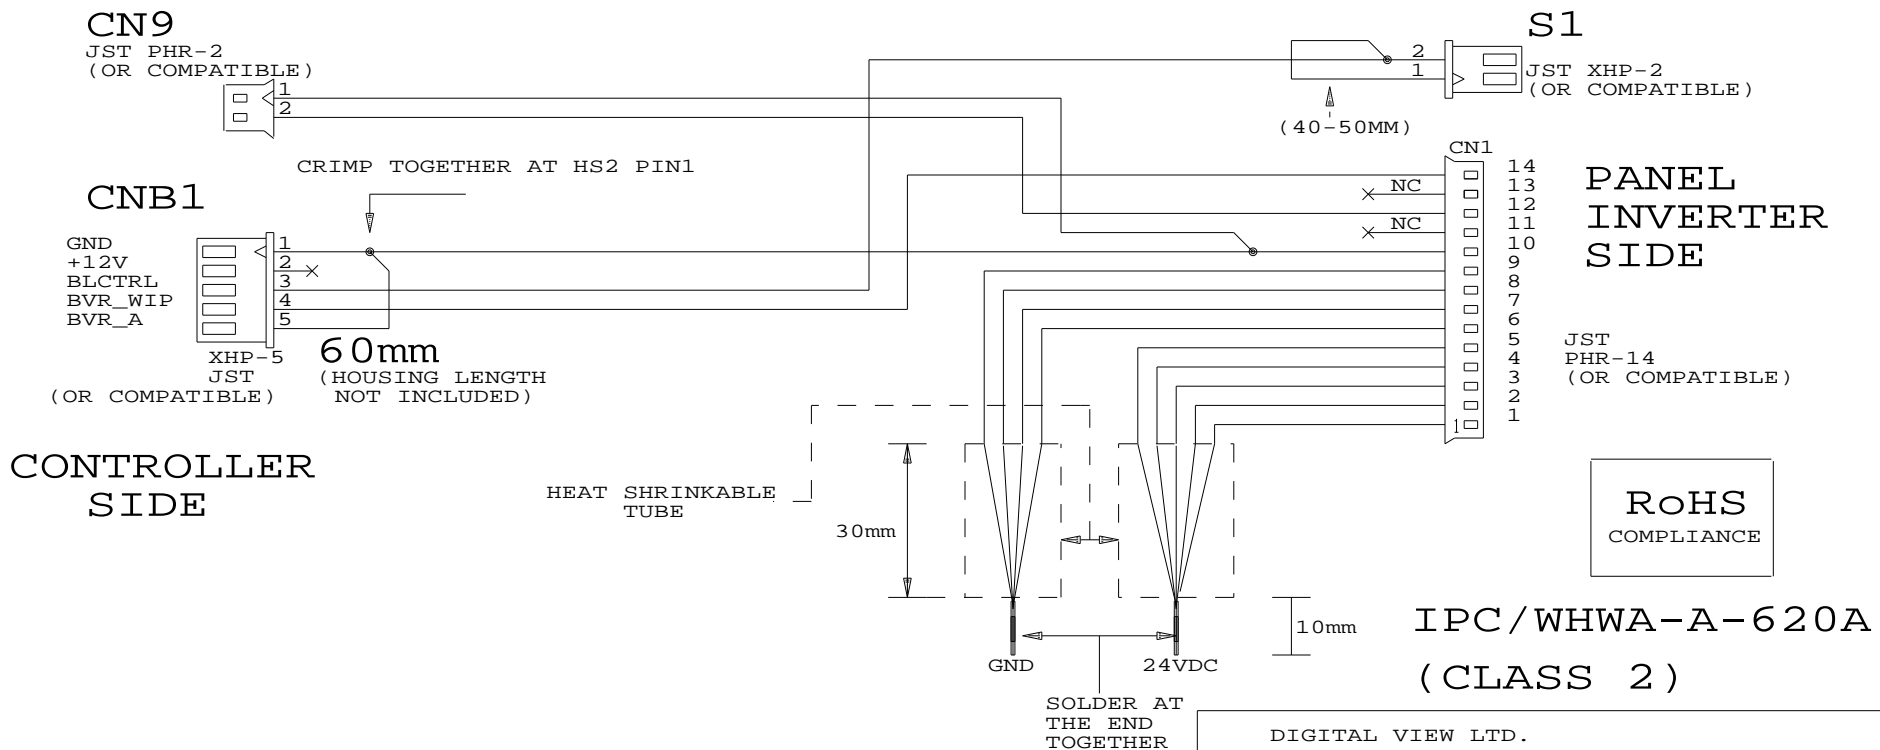 CN9
JST PHR-2
(OR COMPATIBLE)
1
2
S1
2
1
JST XHP-2
(OR COMPATIBLE)
(40-50MM)
CRIMP TOGETHER AT HS2 PIN1
CNB1
GND
+12V
BLCTRL
BVR_WIP
BVR_A
1
2
3
4
5
XHP-5
JST
(OR COMPATIBLE)
60mm
(HOUSING LENGTH
NOT INCLUDED)
CONTROLLER
SIDE
CN1
NC
NC
14
13
12
11
10
9
8
7
6
5
4
3
2
1
1
PANEL
INVERTER
SIDE
JST
PHR-14
(OR COMPATIBLE)
HEAT SHRINKABLE
TUBE
30mm
10mm
GND
24VDC
SOLDER AT
THE END
TOGETHER
RoHS
COMPLIANCE
IPC/WHWA-A-620A
(CLASS 2)
DIGITAL VIEW LTD.